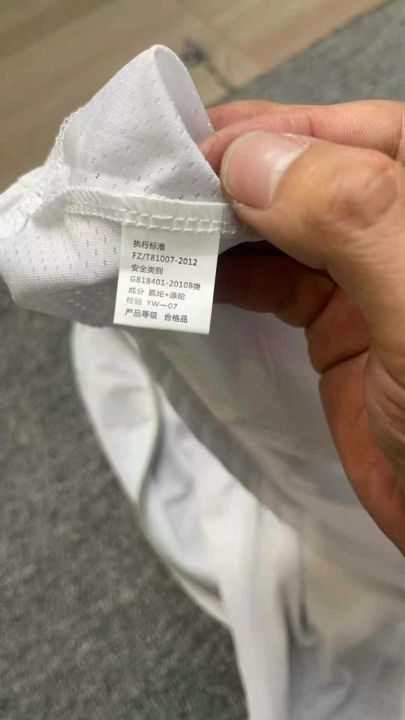 执行标准
FZ/T81007-2012
安全类别
GB18401-2010B类
成分 氨纶+涤纶
检验 YW—07
产品等级 合格品